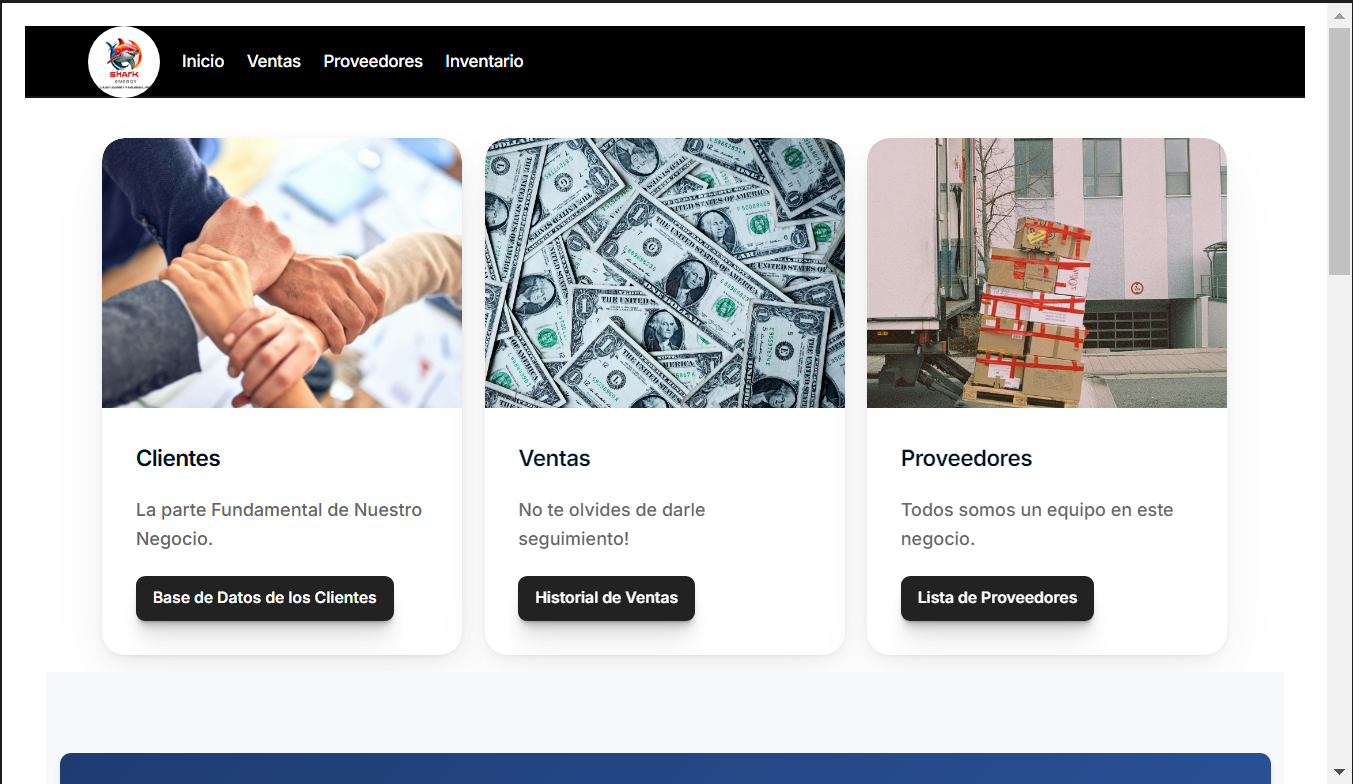 SHARK
ENERGY
Inicio Ventas Proveedores Inventario
Clientes
La parte Fundamental de Nuestro
Negocio.
Base de Datos de los Clientes
Ventas
No te olvides de darle
seguimiento!
Historial de Ventas
Proveedores
Todos somos un equipo en este
negocio.
Lista de Proveedores